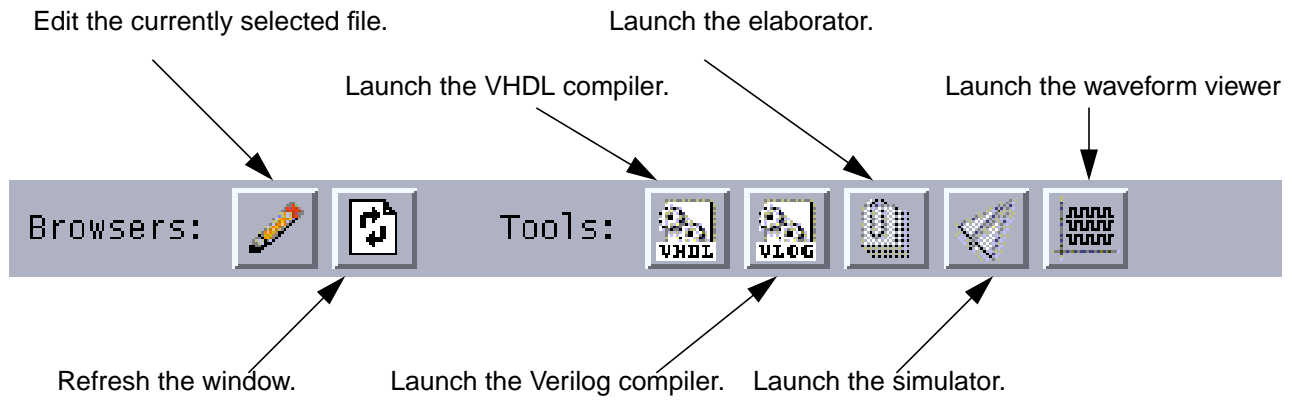 Edit the currently selected file.
Launch the elaborator.
Launch the VHDL compiler.
Launch the waveform viewer
Browsers:
Tools:
VHDL
VLOG
Refresh the window.
Launch the Verilog compiler.
Launch the simulator.